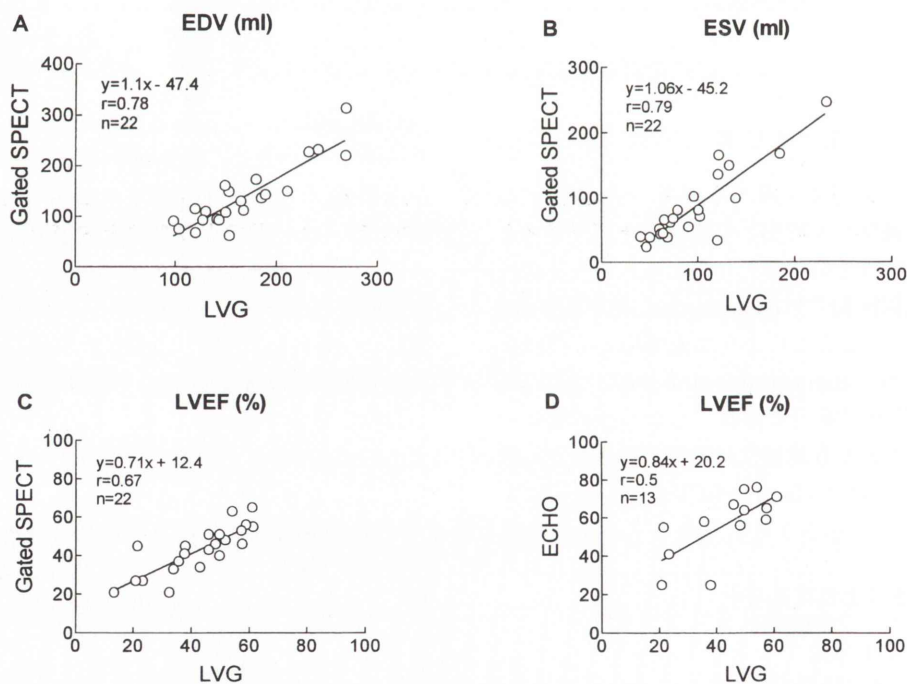 A
EDV (ml)
400
300
200
100
0
Gated SPECT
y=1.1x - 47.4
r=0.78
n=22
0 100 200 300
LVG
B
ESV (ml)
300
200
100
0
Gated SPECT
y=1.06x - 45.2
r=0.79
n=22
0 100 200 300
LVG
C
LVEF (%)
100
80
60
40
20
0
Gated SPECT
y=0.71x + 12.4
r=0.67
n=22
0 20 40 60 80 100
LVG
D
LVEF (%)
100
80
60
40
20
0
ECHO
y=0.84x + 20.2
r=0.5
n=13
0 20 40 60 80 100
LVG